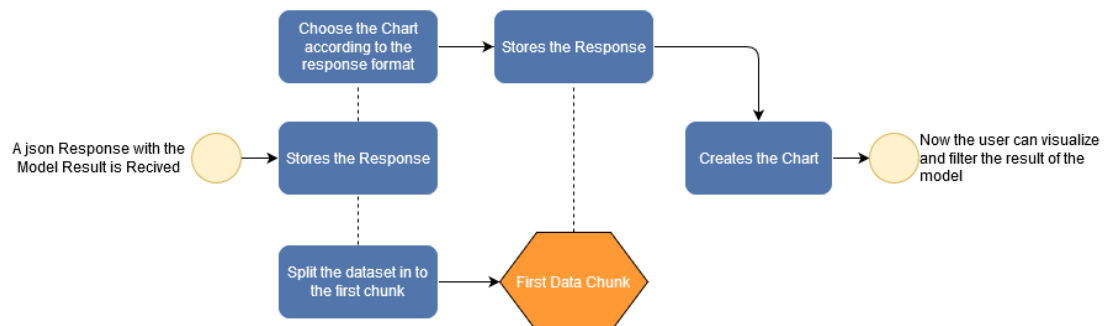 Choose the Chart
according to the
response format
Stores the Response
A json Response with the
Model Result is Recived
Stores the Response
Creates the Chart
Now the user can visualize
and filter the result of the
model
Split the dataset in to
the first chunk
First Data Chunk